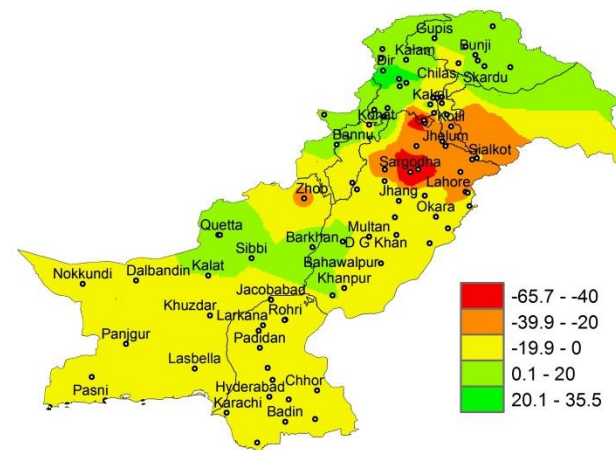 Gupis
Kalam
Bunji
Dir
Chilas
Skardu
Kakul
Kohat
Kotli
Bannu
Jhelum
Sialkot
Sargodha
Zhob
Jhang
Lahore
Okara
Quetta
Multan
Barkhan
D G Khan
Sibbi
Bahawalpur
Nokkundi
Dalbandin
Kalat
Khanpur
Jacobabad
Khuzdar
Larkana
Rohri
Panjgur
Padidan
Lasbella
Pasni
Hyderabad
Chhor
Karachi
Badin
-65.7 - -40
-39.9 - -20
-19.9 - 0
0.1 - 20
20.1 - 35.5